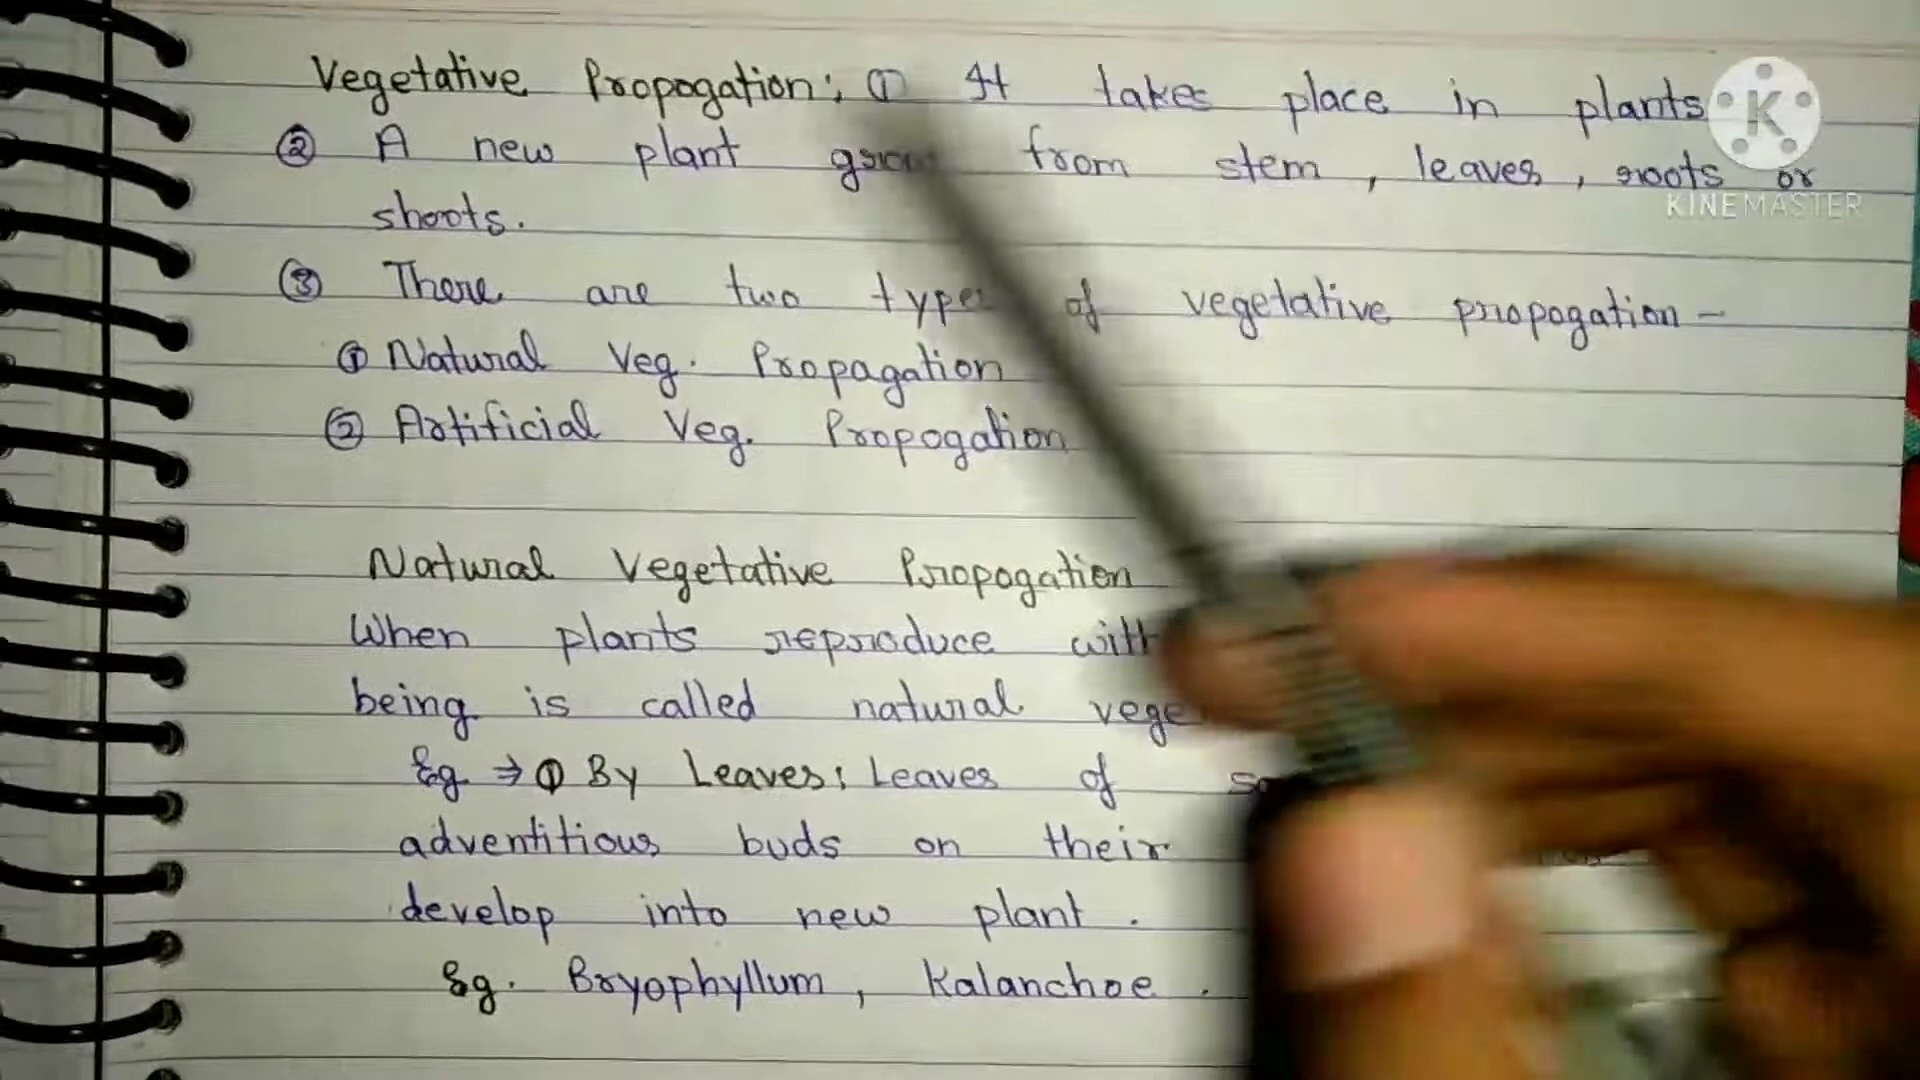 Vegetative Propogation: ① It takes place in plants
② A new plant from stem, leaves, roots or
shoots.
③ There are two type of vegetative propogation -
① Natural Veg. Propagation
② Artificial Veg. Propogation
Natural Vegetative Propogation
When plants reproduce
being is called natural
Eg ⇒ ① By Leaves: Leaves of
adventitious buds on their
develop into new plant.
Eg. Bryophyllum, Kalanchoe.
K
KINEMASTER